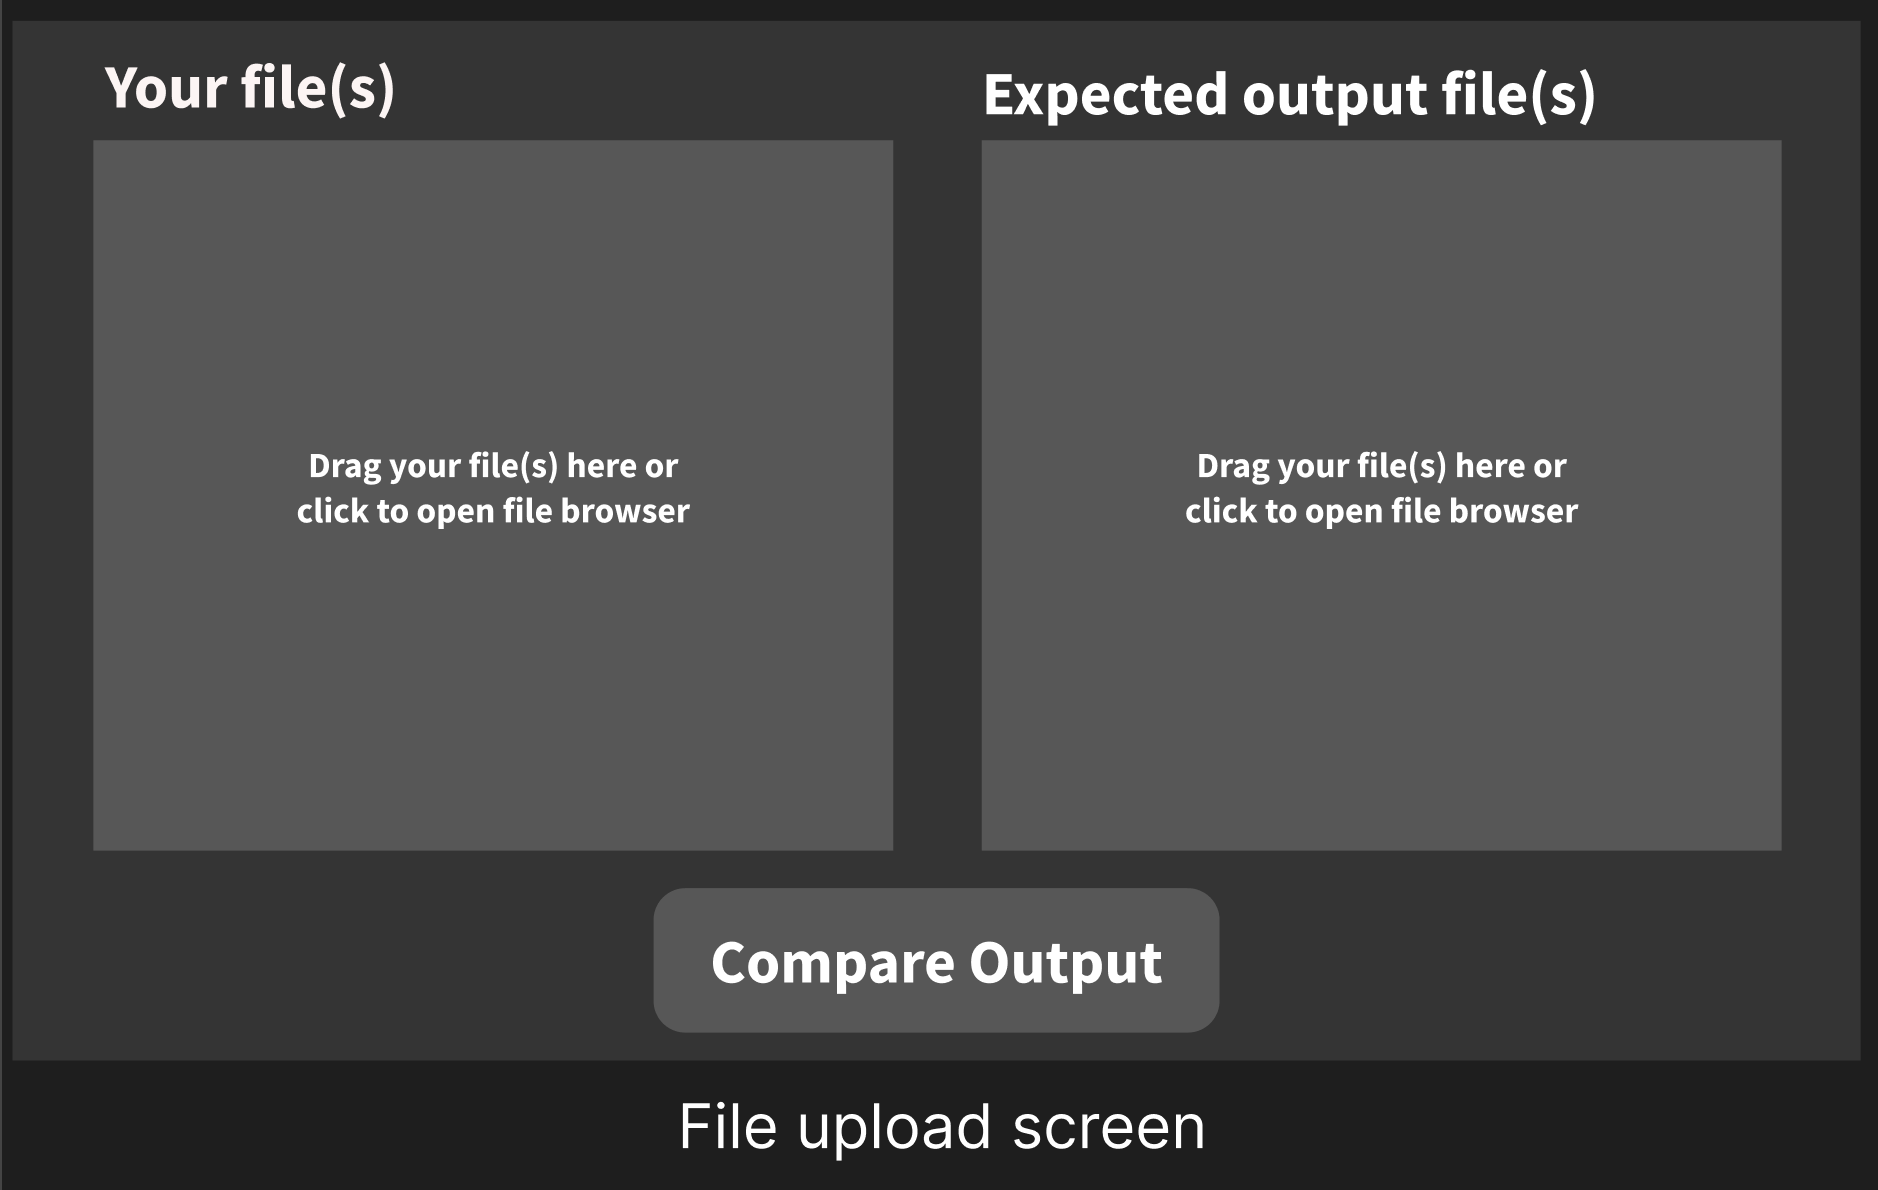 Your file(s)
Expected output file(s)
Drag your file(s) here or
click to open file browser
Drag your file(s) here or
click to open file browser
Compare Output
File upload screen